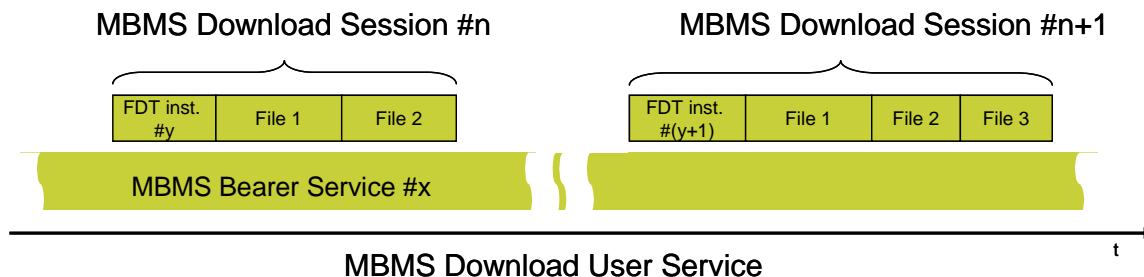 MBMS Download Session #n
MBMS Download Session #n+1
FDT inst.
#y
File 1
File 2
FDT inst.
#(y+1)
File 1
File 2
File 3
MBMS Bearer Service #x
t
MBMS Download User Service